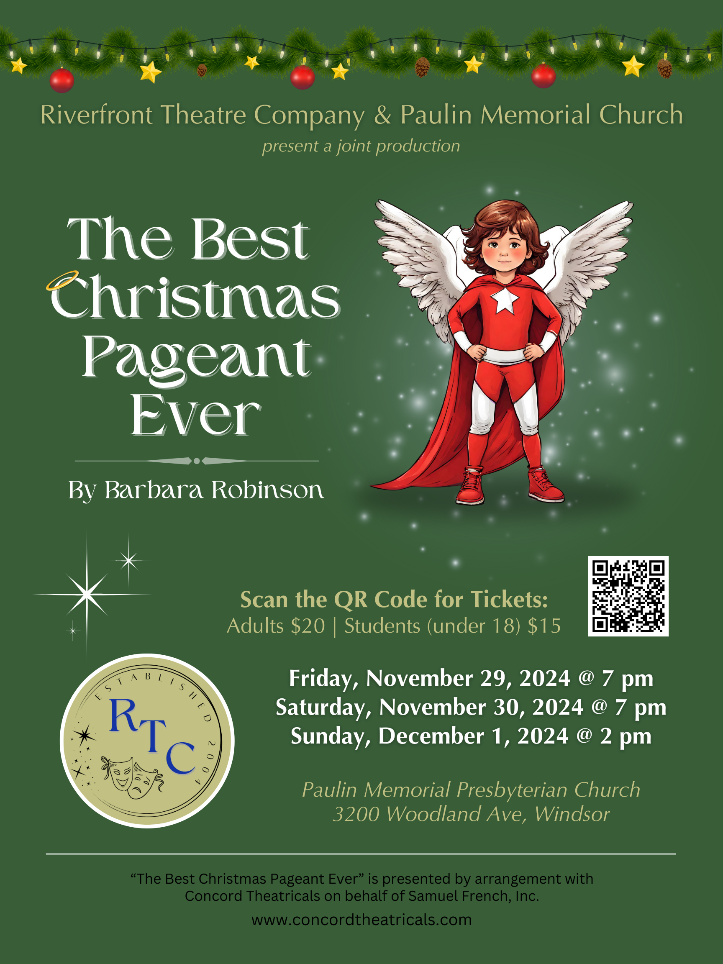 Riverfront Theatre Company & Paulin Memorial Church
present a joint production
The Best
Christmas
Pageant
Ever
By Barbara Robinson
Scan the QR Code for Tickets:
Adults $20 | Students (under 18) $15
Friday, November 29, 2024 @ 7 pm
Saturday, November 30, 2024 @ 7 pm
Sunday, December 1, 2024 @ 2 pm
ESTABLISHED
RTC
Paulin Memorial Presbyterian Church
3200 Woodland Ave, Windsor
“The Best Christmas Pageant Ever” is presented by arrangement with
Concord Theatricals on behalf of Samuel French, Inc.
www.concordtheatricals.com